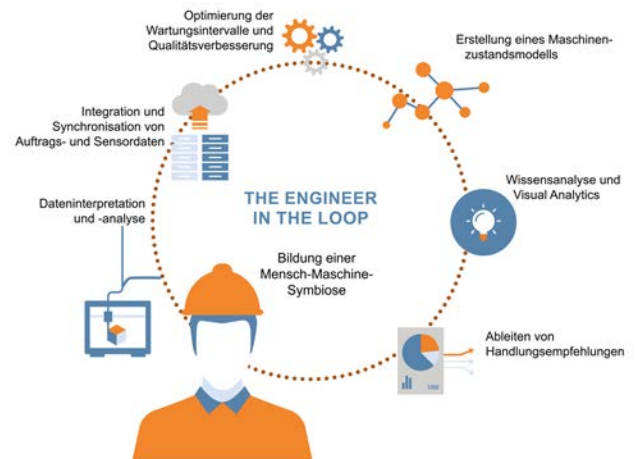 Optimierung der
Wartungsintervalle und
Qualitätsverbesserung
Erstellung eines Maschinen-
zustandsmodells
Integration und
Synchronisation von
Auftrags- und Sensordaten
Wissensanalyse und
Visual Analytics
Dateninterpretation
und -analyse
THE ENGINEER
IN THE LOOP
Bildung einer
Mensch-Maschine-
Symbiose
Ableiten von
Handlungsempfehlungen